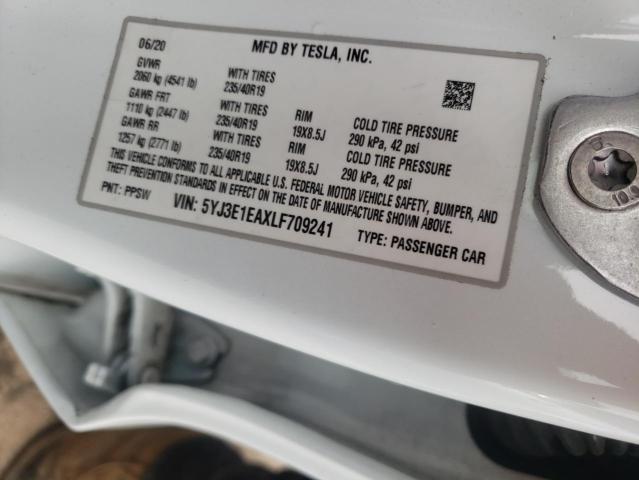 06/20 MFD BY TESLA, INC.
GVWR
2060 kg (4541 lb) WITH TIRES 235/40R19
GAWR FRT
1110 kg (2447 lb) WITH TIRES 235/40R19 RIM 19X8.5J COLD TIRE PRESSURE 290 kPa, 42 psi
GAWR RR
1257 kg (2771 lb) WITH TIRES 235/40R19 RIM 19X8.5J COLD TIRE PRESSURE 290 kPa, 42 psi
THIS VEHICLE CONFORMS TO ALL APPLICABLE U.S. FEDERAL MOTOR VEHICLE SAFETY, BUMPER, AND
THEFT PREVENTION STANDARDS IN EFFECT ON THE DATE OF MANUFACTURE SHOWN ABOVE.
PNT: PPSW VIN: 5YJ3E1EAXLF709241 TYPE: PASSENGER CAR